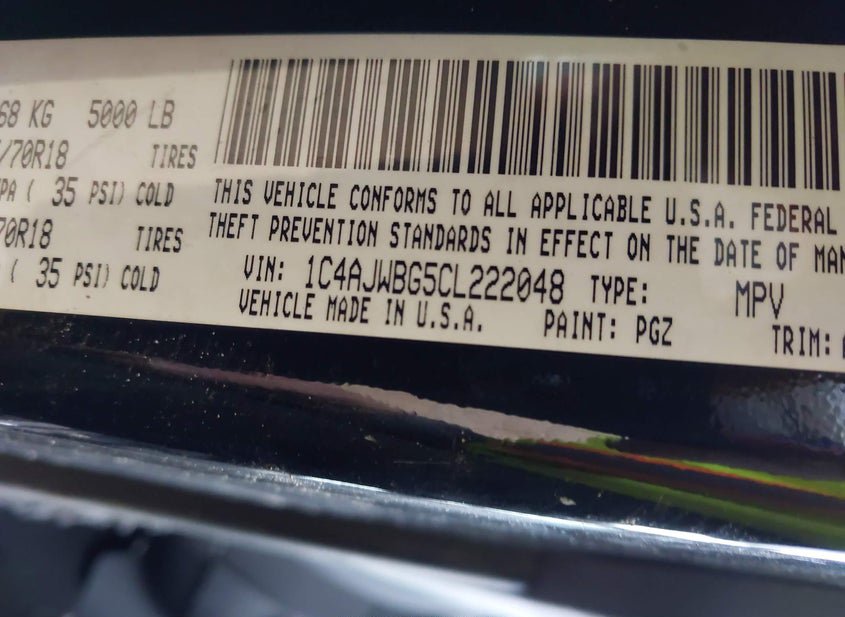 68 KG 5000 LB
/70R18 TIRES
PA ( 35 PSI) COLD
70R18 TIRES
( 35 PSI) COLD
THIS VEHICLE CONFORMS TO ALL APPLICABLE U.S.A. FEDERAL
THEFT PREVENTION STANDARDS IN EFFECT ON THE DATE OF MAN
VIN: 1C4AJWBG5CL222048 TYPE: MPV
VEHICLE MADE IN U.S.A. PAINT: PGZ TRIM: